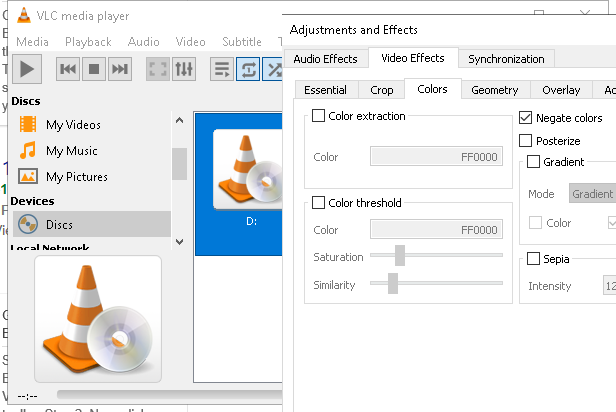 VLC media player
Media Playback Audio Video Subtitle
Discs
My Videos
My Music
My Pictures
Devices
Discs
Local Network
D:
--:--
Adjustments and Effects
Audio Effects Video Effects Synchronization
Essential Crop Colors Geometry Overlay
Color extraction
Color FF0000
Color threshold
Color FF0000
Saturation
Similarity
Negate colors
Posterize
Gradient
Mode Gradient
Color
Sepia
Intensity 12